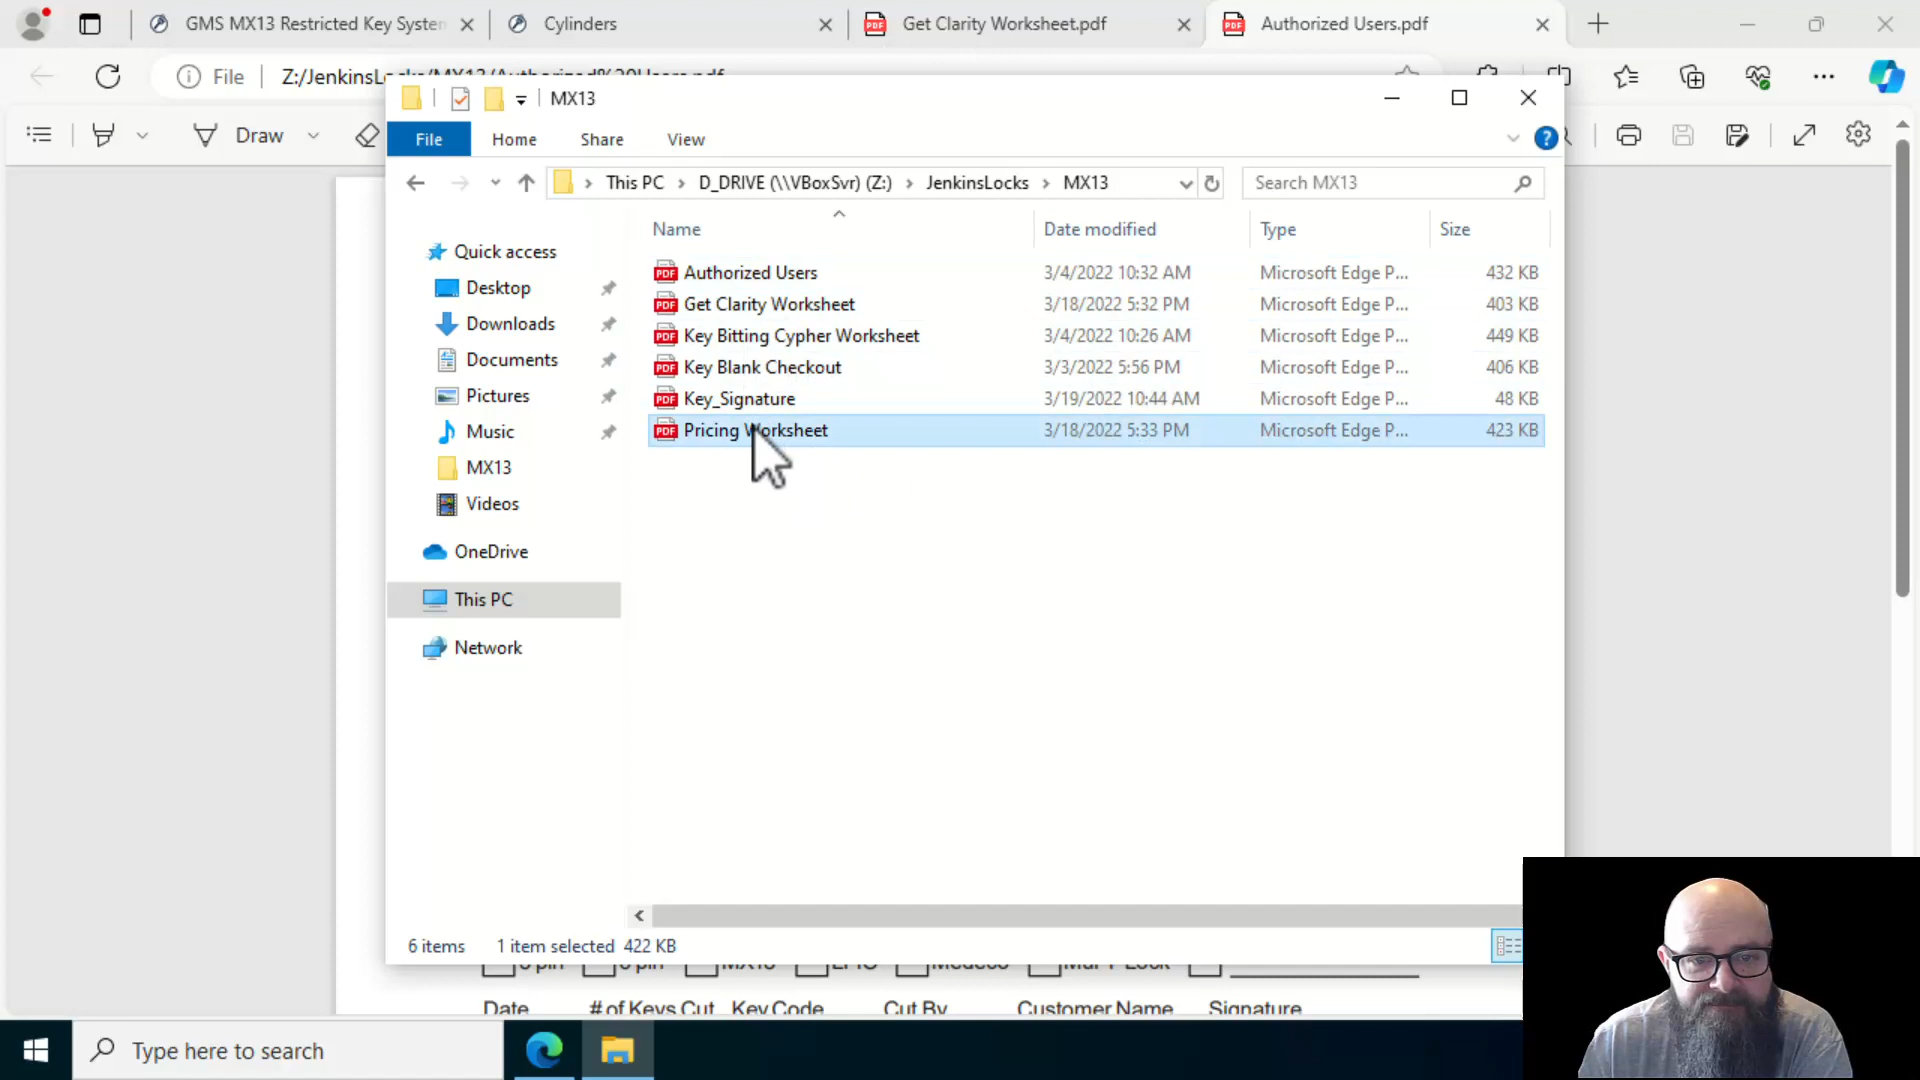 GMS MX13 Restricted Key System
Cylinders
Get Clarity Worksheet.pdf
Authorized Users.pdf
File
Draw
MX13
File
Home
Share
View
This PC
D_DRIVE (\\VBoxSvr) (Z:)
JenkinsLocks
MX13
Search MX13
Quick access
Desktop
Downloads
Documents
Pictures
Music
MX13
Videos
OneDrive
This PC
Network
Name Date modified Type Size
PDF Authorized Users 3/4/2022 10:32 AM Microsoft Edge P... 432 KB
PDF Get Clarity Worksheet 3/18/2022 5:32 PM Microsoft Edge P... 403 KB
PDF Key Bitting Cypher Worksheet 3/4/2022 10:26 AM Microsoft Edge P... 449 KB
PDF Key Blank Checkout 3/3/2022 5:56 PM Microsoft Edge P... 406 KB
PDF Key_Signature 3/19/2022 10:44 AM Microsoft Edge P... 48 KB
PDF Pricing Worksheet 3/18/2022 5:33 PM Microsoft Edge P... 423 KB
6 items 1 item selected 422 KB
Date # of Keys Cut Key Code Cut By Customer Name Signature
Type here to search